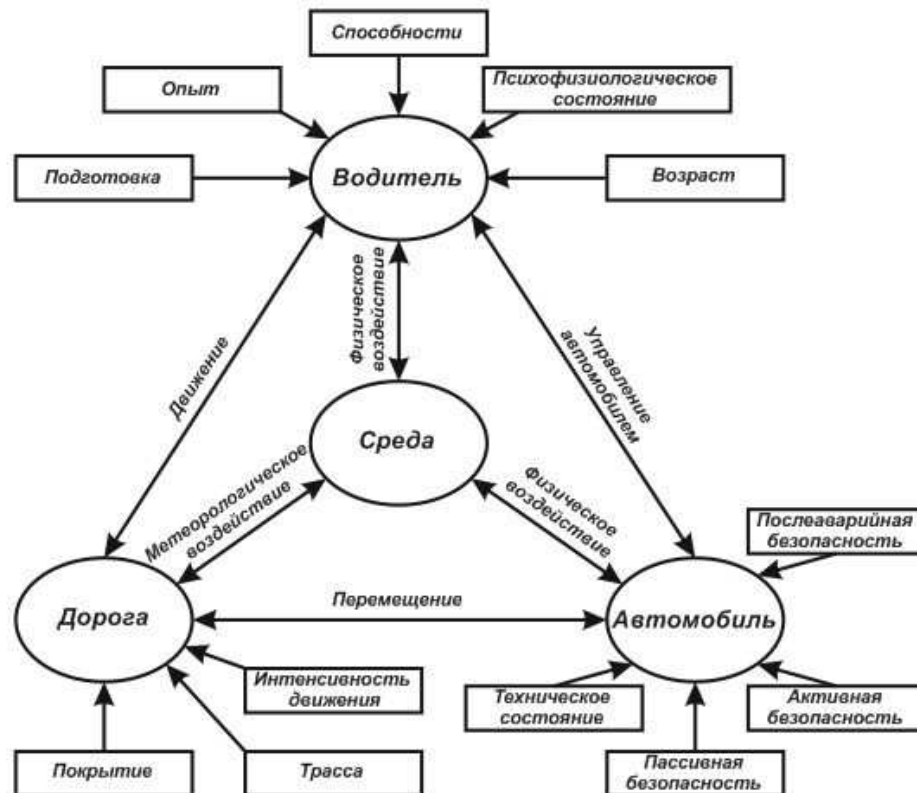 Способности
Опыт
Психофизиологическое
состояние
Подготовка
Водитель
Возраст
Физическое
воздействие
Движение
Управление
автомобилем
Среда
Метеорологическое
воздействие
Физическое
воздействие
Послеаварийная
безопасность
Дорога
Перемещение
Автомобиль
Интенсивность
движения
Техническое
состояние
Активная
безопасность
Покрытие
Трасса
Пассивная
безопасность